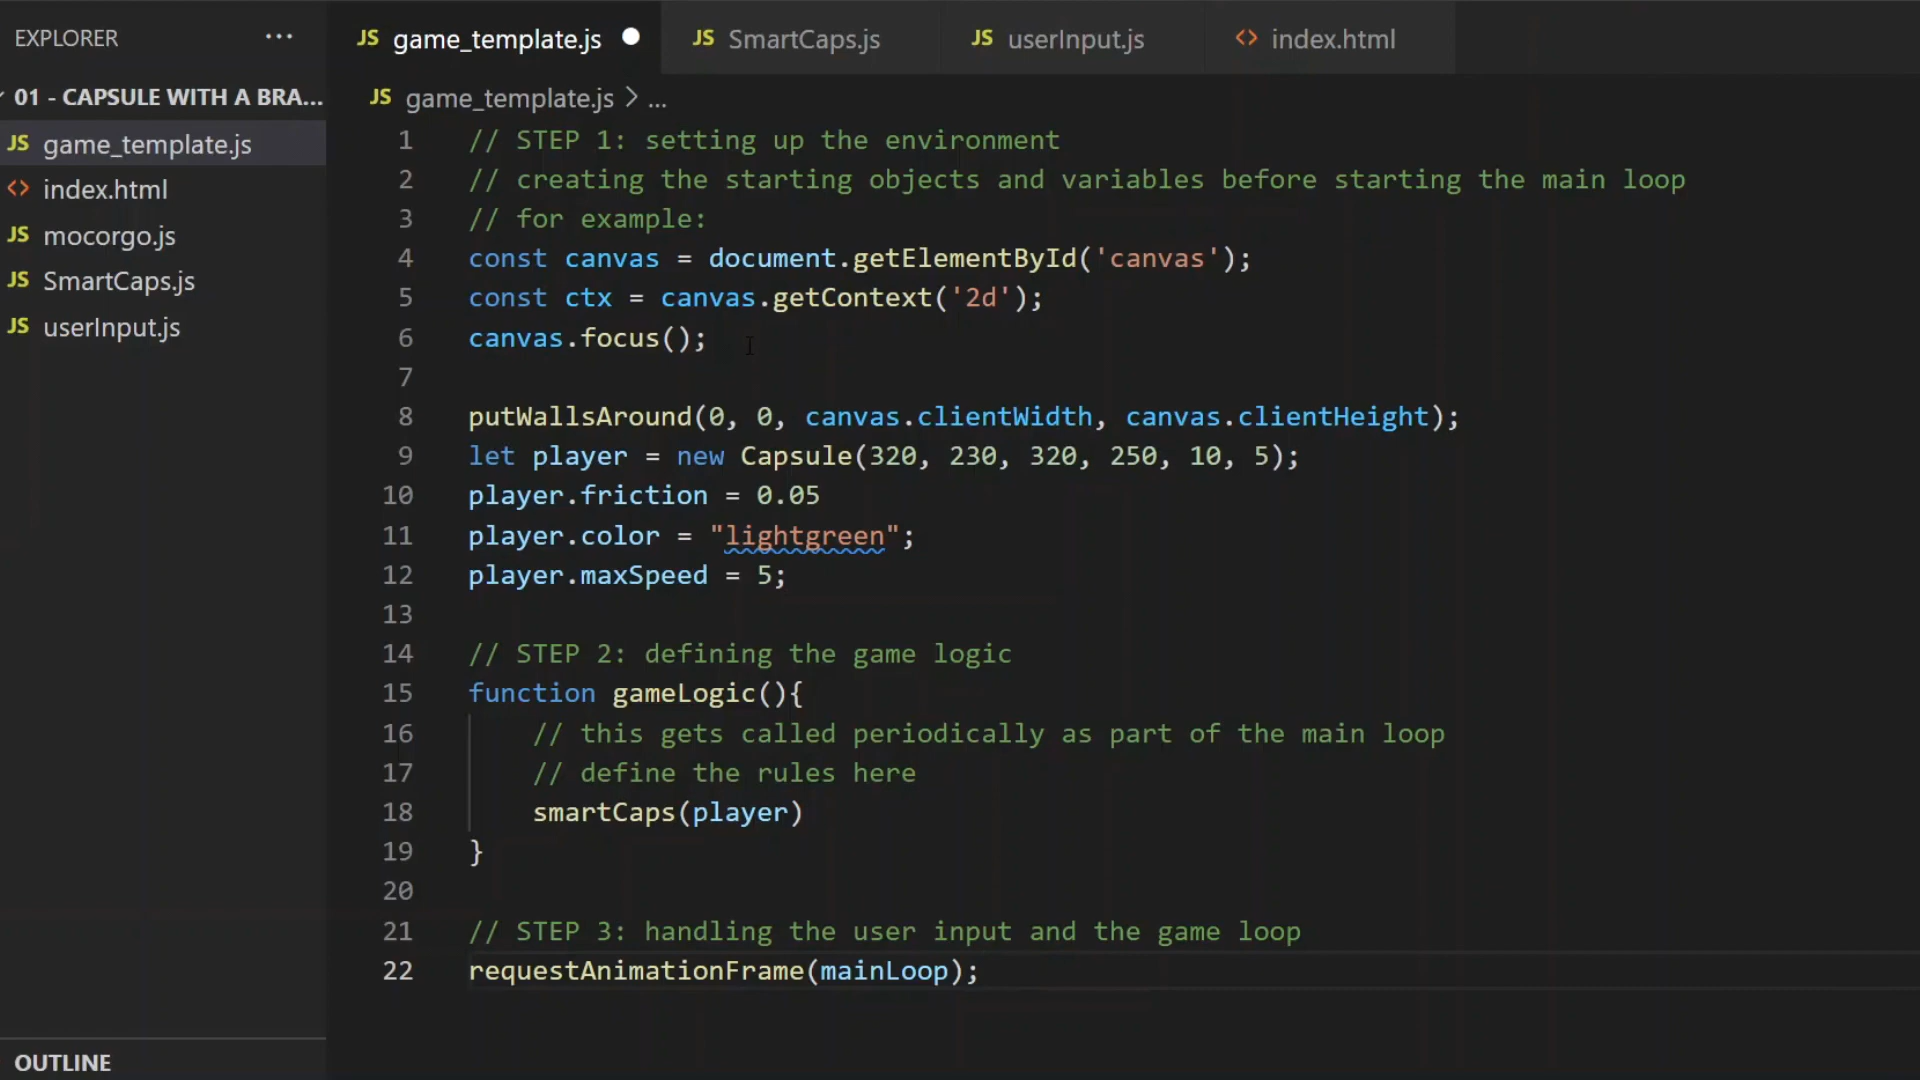 EXPLORER ...
01 - CAPSULE WITH A BRA...
JS game_template.js
<> index.html
JS mocorgo.js
JS SmartCaps.js
JS userInput.js
OUTLINE
JS game_template.js ● JS SmartCaps.js JS userInput.js <> index.html
JS game_template.js > ...
1 // STEP 1: setting up the environment
2 // creating the starting objects and variables before starting the main loop
3 // for example:
4 const canvas = document.getElementById('canvas');
5 const ctx = canvas.getContext('2d');
6 canvas.focus();
7
8 putWallsAround(0, 0, canvas.clientWidth, canvas.clientHeight);
9 let player = new Capsule(320, 230, 320, 250, 10, 5);
10 player.friction = 0.05
11 player.color = "lightgreen";
12 player.maxSpeed = 5;
13
14 // STEP 2: defining the game logic
15 function gameLogic(){
16     // this gets called periodically as part of the main loop
17     // define the rules here
18     smartCaps(player)
19 }
20
21 // STEP 3: handling the user input and the game loop
22 requestAnimationFrame(mainLoop);